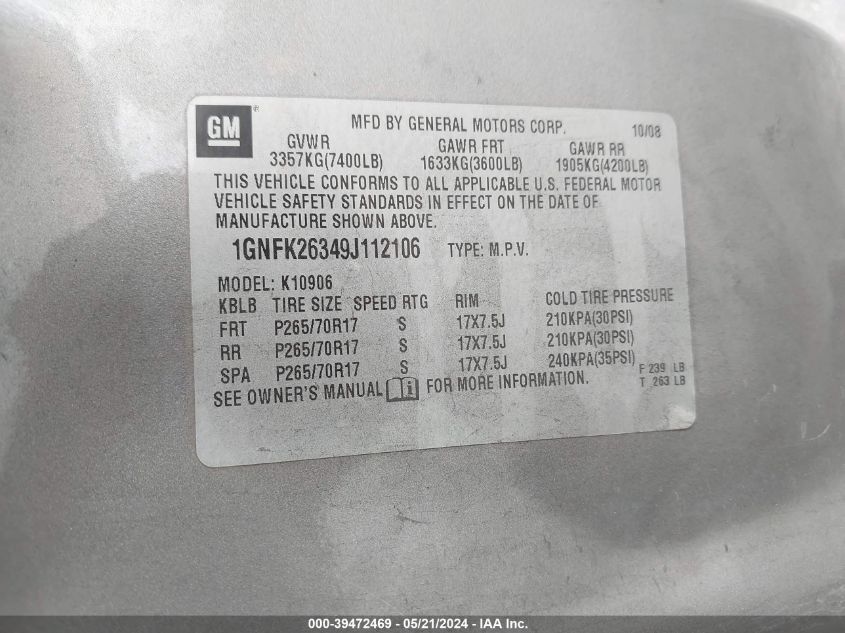 GM ® MFD BY GENERAL MOTORS CORP. 10/08
GVWR GAWR FRT GAWR RR
3357KG(7400LB) 1633KG(3600LB) 1905KG(4200LB)
THIS VEHICLE CONFORMS TO ALL APPLICABLE U.S. FEDERAL MOTOR
VEHICLE SAFETY STANDARDS IN EFFECT ON THE DATE OF
MANUFACTURE SHOWN ABOVE.
1GNFK26349J112106 TYPE: M.P.V.
MODEL: K10906
KBLB TIRE SIZE SPEED RTG RIM COLD TIRE PRESSURE
FRT P265/70R17 S 17X7.5J 210KPA(30PSI)
RR P265/70R17 S 17X7.5J 210KPA(30PSI)
SPA P265/70R17 S 17X7.5J 240KPA(35PSI) F 239 LB
SEE OWNER'S MANUAL FOR MORE INFORMATION. T 263 LB
000-39472469 - 05/21/2024 - IAA Inc.